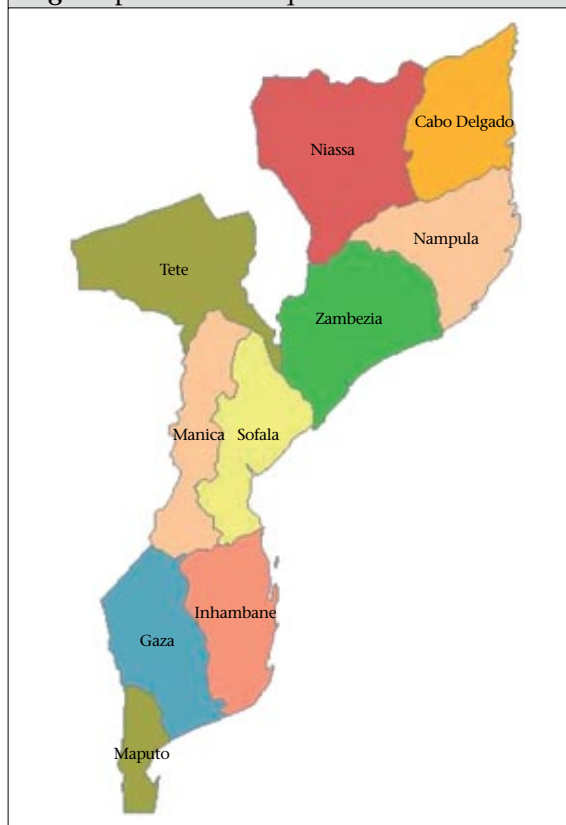 Cabo Delgado
Niassa
Nampula
Tete
Zambezia
Manica
Sofala
Inhambane
Gaza
Maputo